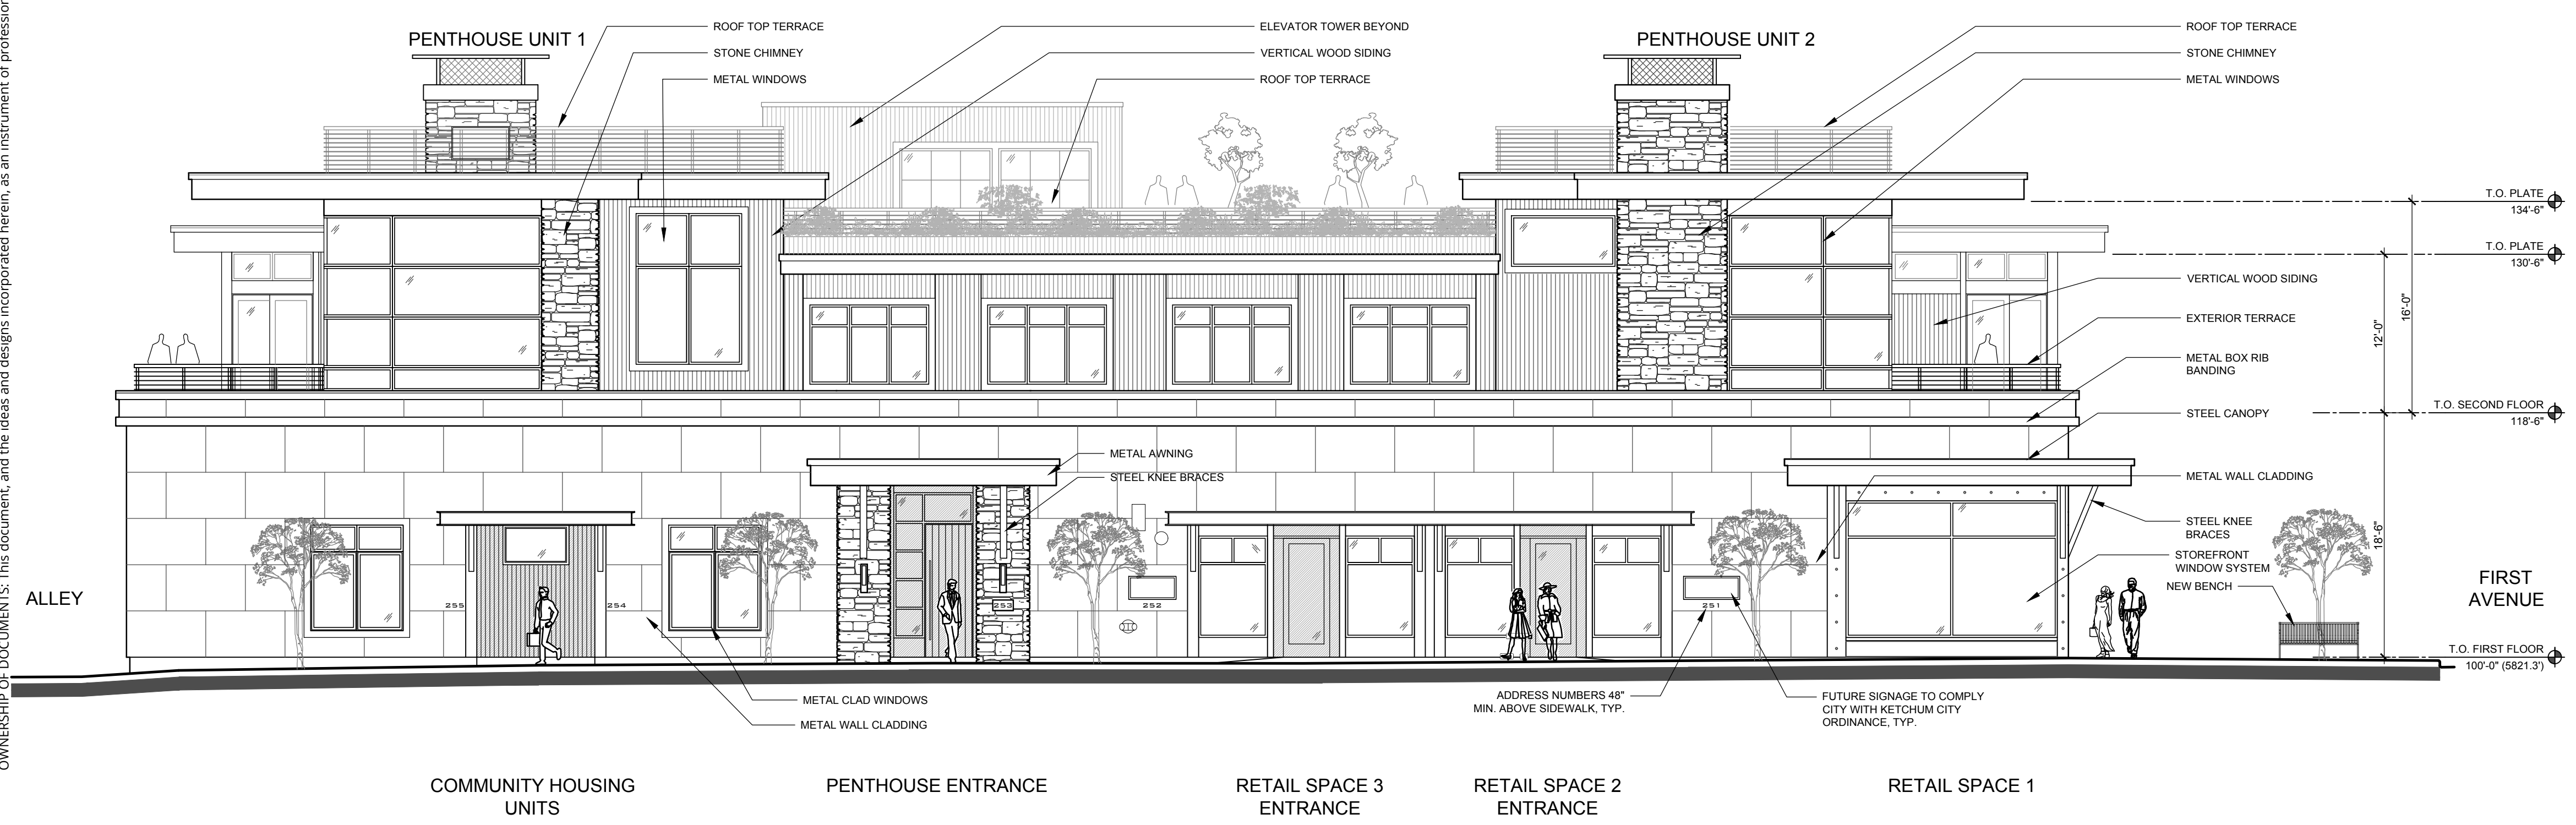 OWNERSHIP OF DOCUMENTS: This document, and the ideas and designs incorporated herein, as an instrument of
PENTHOUSE UNIT 1
ROOF TOP TERRACE
STONE CHIMNEY
METAL WINDOWS
ELEVATOR TOWER BEYOND
VERTICAL WOOD SIDING
ROOF TOP TERRACE
PENTHOUSE UNIT 2
ROOF TOP TERRACE
STONE CHIMNEY
METAL WINDOWS
T.O. PLATE
134'-6"
T.O. PLATE
130'-6"
VERTICAL WOOD SIDING
EXTERIOR TERRACE
METAL BOX RIB
BANDING
16'-0"
12'-0"
T.O. SECOND FLOOR
118'-6"
STEEL CANOPY
METAL AWNING
STEEL KNEE BRACES
METAL WALL CLADDING
STEEL KNEE
BRACES
STOREFRONT
WINDOW SYSTEM
NEW BENCH
18'-6"
ALLEY
255
254
253
252
251
FIRST
AVENUE
T.O. FIRST FLOOR
100'-0" (5821.3')
METAL CLAD WINDOWS
METAL WALL CLADDING
ADDRESS NUMBERS 48"
MIN. ABOVE SIDEWALK, TYP.
FUTURE SIGNAGE TO COMPLY
CITY WITH KETCHUM CITY
ORDINANCE, TYP.
COMMUNITY HOUSING
UNITS
PENTHOUSE ENTRANCE
RETAIL SPACE 3
ENTRANCE
RETAIL SPACE 2
ENTRANCE
RETAIL SPACE 1